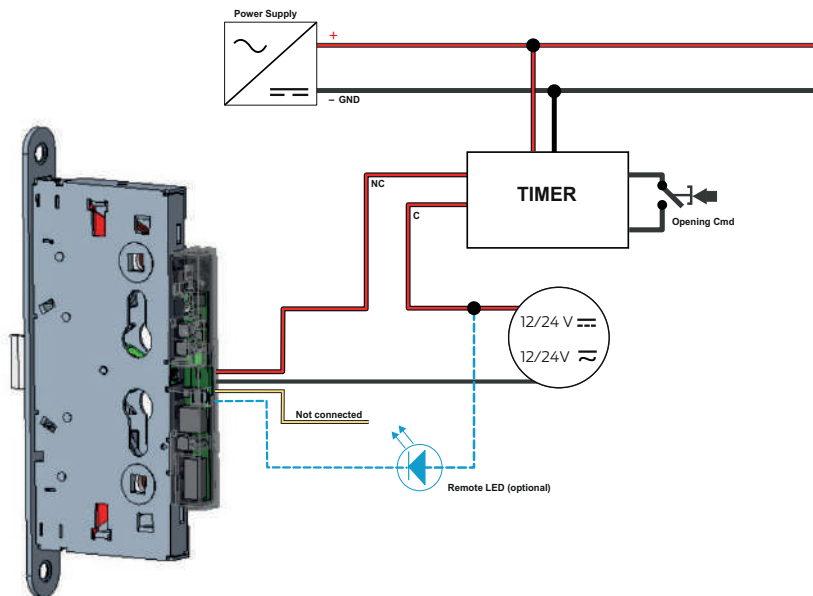 Power Supply
+
– GND
NC
TIMER
C
Opening Cmd
12/24 V
12/24V
Not connected
Remote LED (optional)